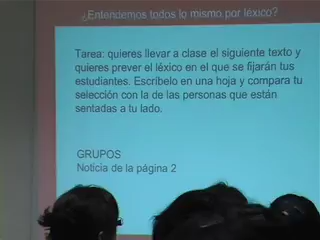 ¿Entendemos todos lo mismo por léxico?
Tarea: quieres llevar a clase el siguiente texto y
quieres prever el léxico en el que se fijarán tus
estudiantes. Escríbelo en una hoja y compara tu
selección con la de las personas que están
sentadas a tu lado.
GRUPOS
Noticia de la página 2